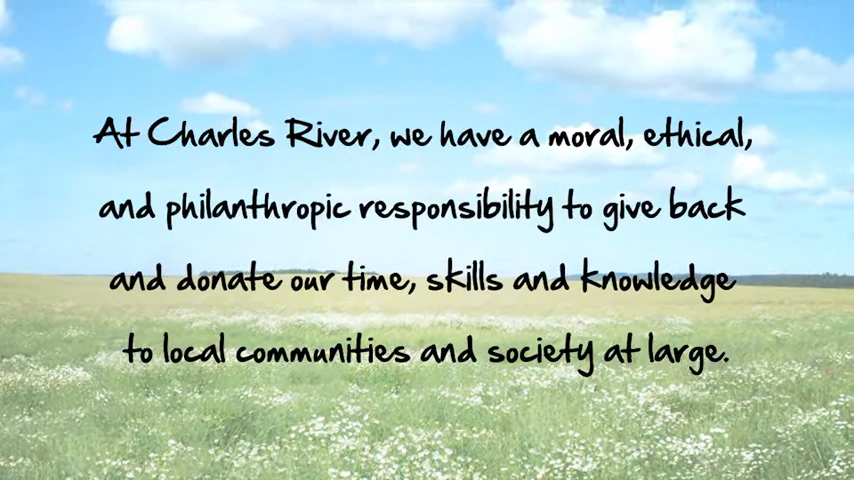 At Charles River, we have a moral, ethical,
and philanthropic responsibility to give back
and donate our time, skills and knowledge
to local communities and society at large.